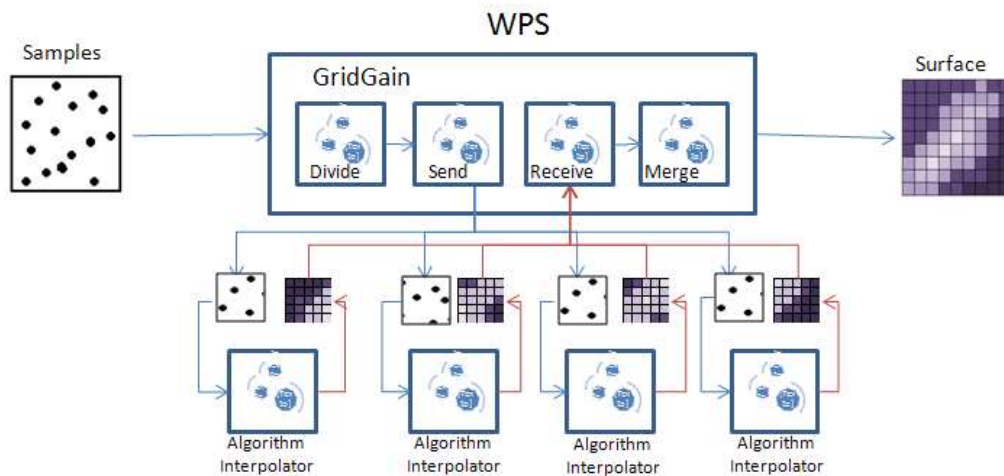 WPS
Samples
GridGain
Surface
Divide
Send
Receive
Merge
Algorithm
Interpolator
Algorithm
Interpolator
Algorithm
Interpolator
Algorithm
Interpolator